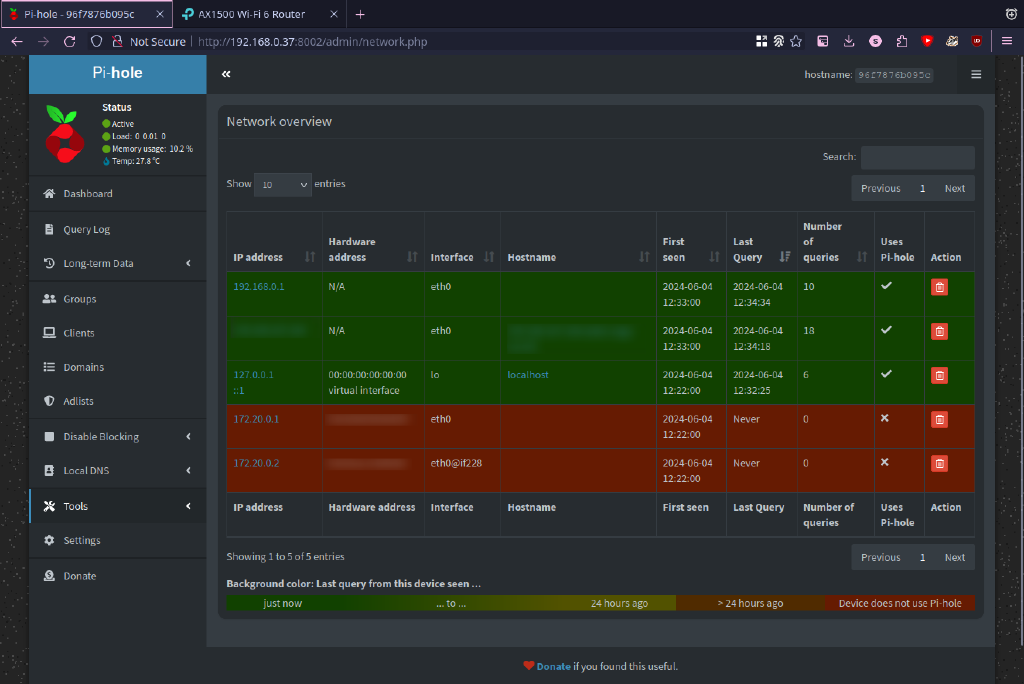 Pi-hole - 96f7876b095c
AX1500 Wi-Fi 6 Router
Not Secure http://192.168.0.37:8002/admin/network.php
Pi-hole
hostname: 96f7876b095c
Status
Active
Load: 0 0.01 0
Memory usage: 10.2 %
Temp: 27.8 °C
Dashboard
Query Log
Long-term Data
Groups
Clients
Domains
Adlists
Disable Blocking
Local DNS
Tools
Settings
Donate
Network overview
Search:
Show 10 entries
Previous 1 Next
IP address Hardware address Interface Hostname First seen Last Query Number of queries Uses Pi-hole Action
192.168.0.1 N/A eth0 2024-06-04 12:33:00 2024-06-04 12:34:34 10
N/A eth0 2024-06-04 12:33:00 2024-06-04 12:34:18 18
127.0.0.1 ::1 00:00:00:00:00:00 virtual interface lo localhost 2024-06-04 12:22:00 2024-06-04 12:32:25 6
172.20.0.1 eth0 2024-06-04 12:22:00 Never 0
172.20.0.2 eth0@if228 2024-06-04 12:22:00 Never 0
IP address Hardware address Interface Hostname First seen Last Query Number of queries Uses Pi-hole Action
Showing 1 to 5 of 5 entries
Previous 1 Next
Background color: Last query from this device seen ...
just now ... to ... 24 hours ago > 24 hours ago Device does not use Pi-hole
Donate if you found this useful.